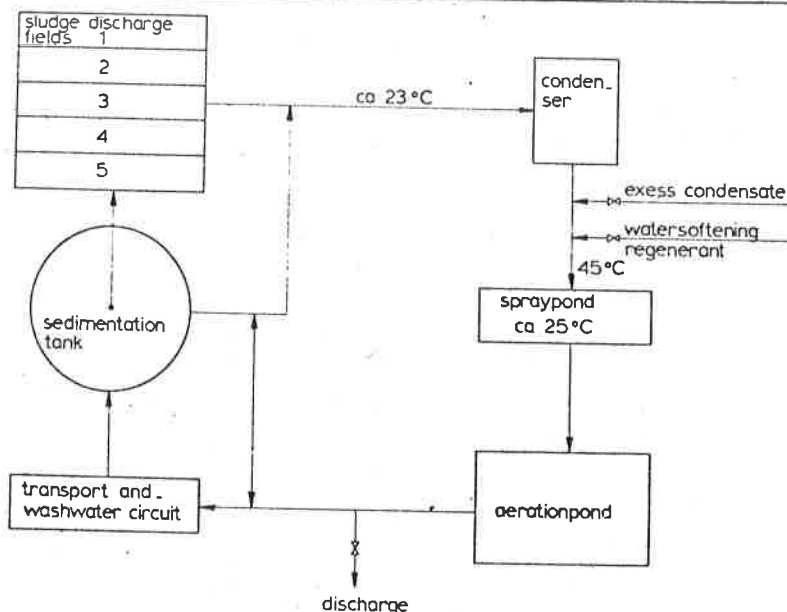 sludge discharge
fields 1
2
3
4
5
ca 23°C
conden_
ser
exess condensate
watersoftening
regenerant
45°C
spraypond
ca 25°C
sedimentation
tank
transport and_
washwater circuit
aerationpond
discharge